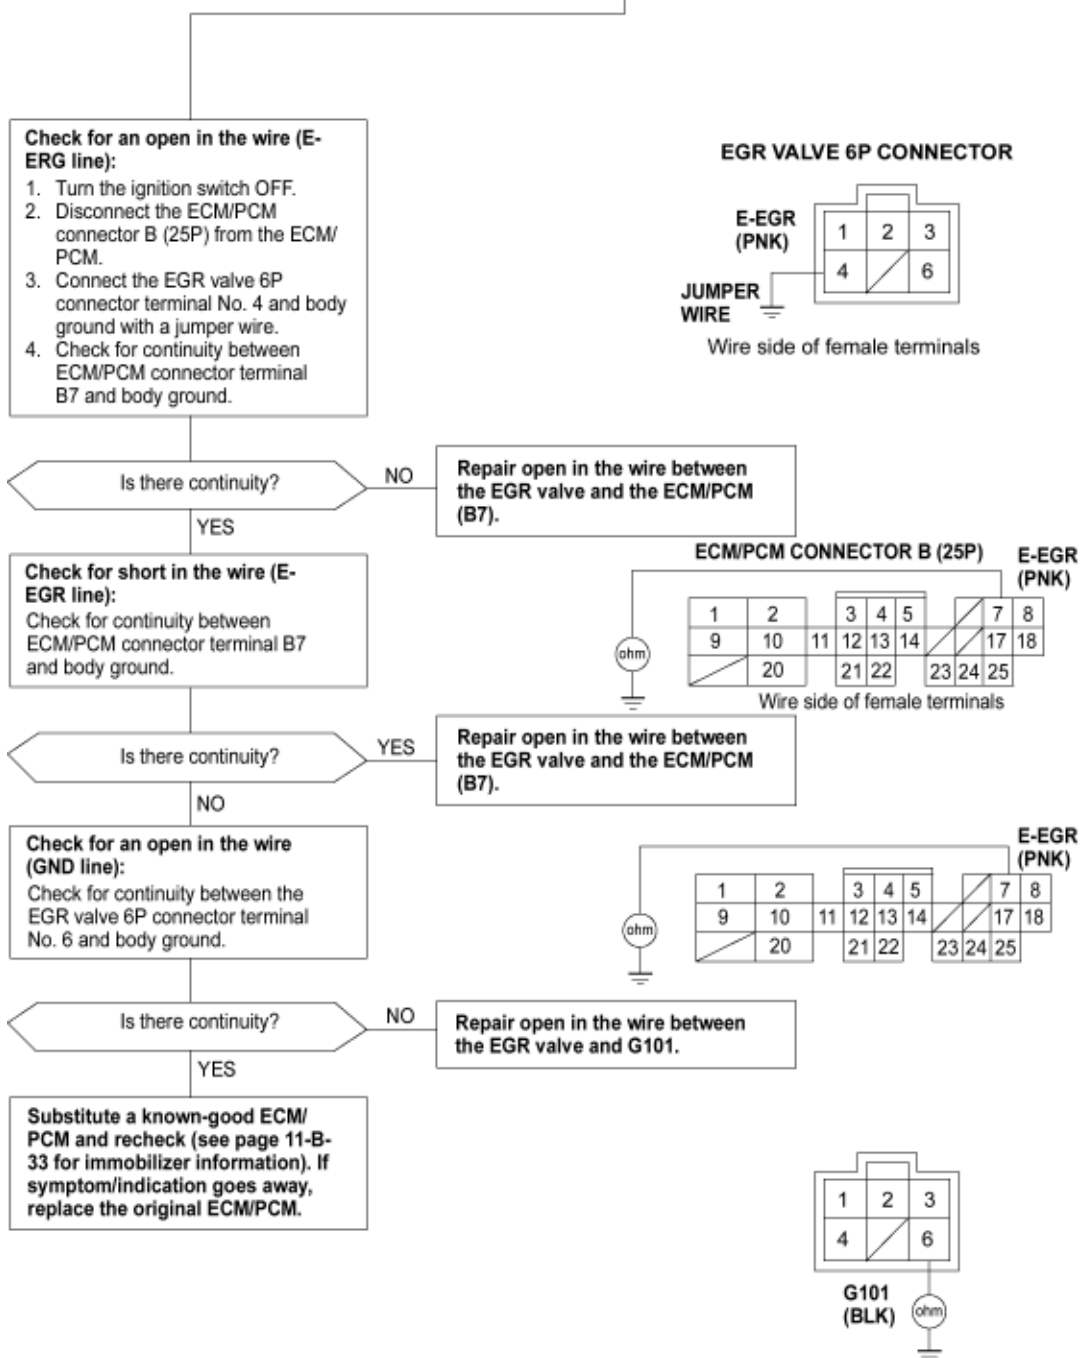 Check for an open in the wire (E-
ERG line):
1. Turn the ignition switch OFF.
2. Disconnect the ECM/PCM
connector B (25P) from the ECM/
PCM.
3. Connect the EGR valve 6P
connector terminal No. 4 and body
ground with a jumper wire.
4. Check for continuity between
ECM/PCM connector terminal
B7 and body ground.
EGR VALVE 6P CONNECTOR
E-EGR
(PNK)
1 2 3
4 6
JUMPER
WIRE
Wire side of female terminals
Is there continuity?
NO
Repair open in the wire between
the EGR valve and the ECM/PCM
(B7).
YES
Check for short in the wire (E-
EGR line):
Check for continuity between
ECM/PCM connector terminal B7
and body ground.
ECM/PCM CONNECTOR B (25P)
E-EGR
(PNK)
1 2 3 4 5 7 8
9 10 11 12 13 14 17 18
20 21 22 23 24 25
ohm
Wire side of female terminals
Is there continuity?
YES
Repair open in the wire between
the EGR valve and the ECM/PCM
(B7).
NO
Check for an open in the wire
(GND line):
Check for continuity between the
EGR valve 6P connector terminal
No. 6 and body ground.
E-EGR
(PNK)
1 2 3 4 5 7 8
9 10 11 12 13 14 17 18
20 21 22 23 24 25
ohm
Is there continuity?
NO
Repair open in the wire between
the EGR valve and G101.
YES
Substitute a known-good ECM/
PCM and recheck (see page 11-B-
33 for immobilizer information). If
symptom/indication goes away,
replace the original ECM/PCM.
1 2 3
4 6
G101
(BLK)
ohm